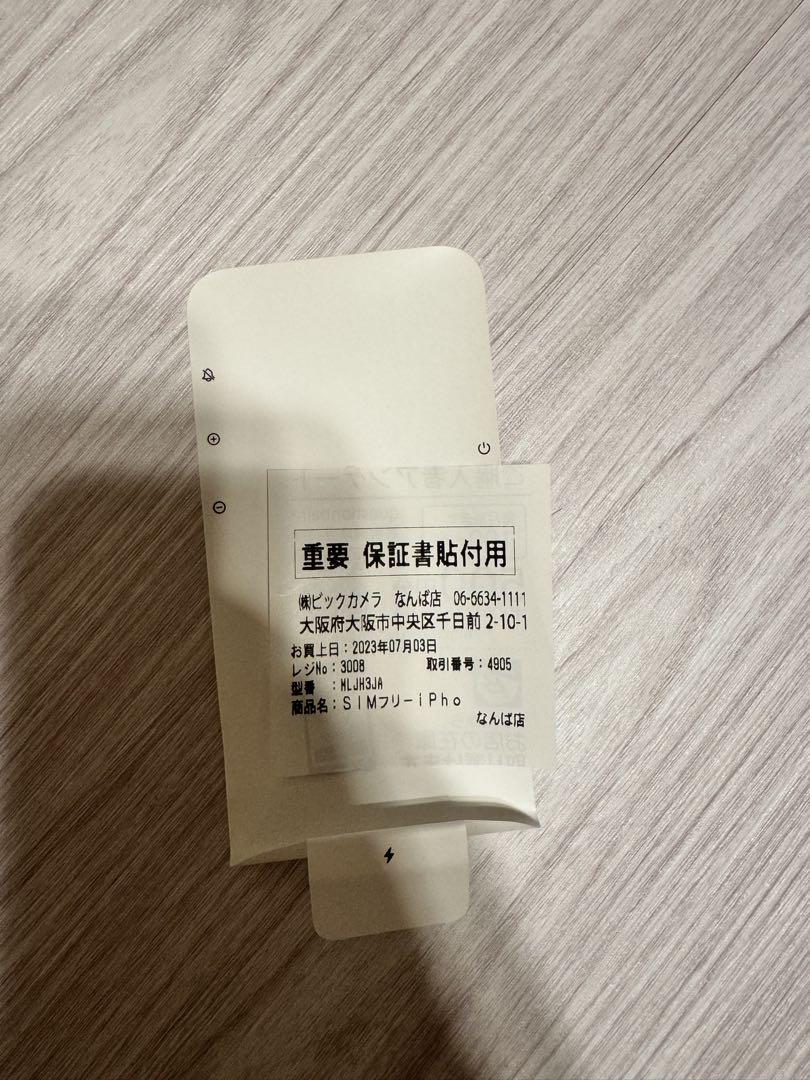 重要 保証書貼付用
㈱ビックカメラ なんば店 06-6634-1111
大阪府大阪市中央区千日前2-10-1
お買上日:2023年07月03日
レジNo:3008 取引番号:4905
型番 :MLJH3JA
商品名:SIMフリーiPho
なんば店